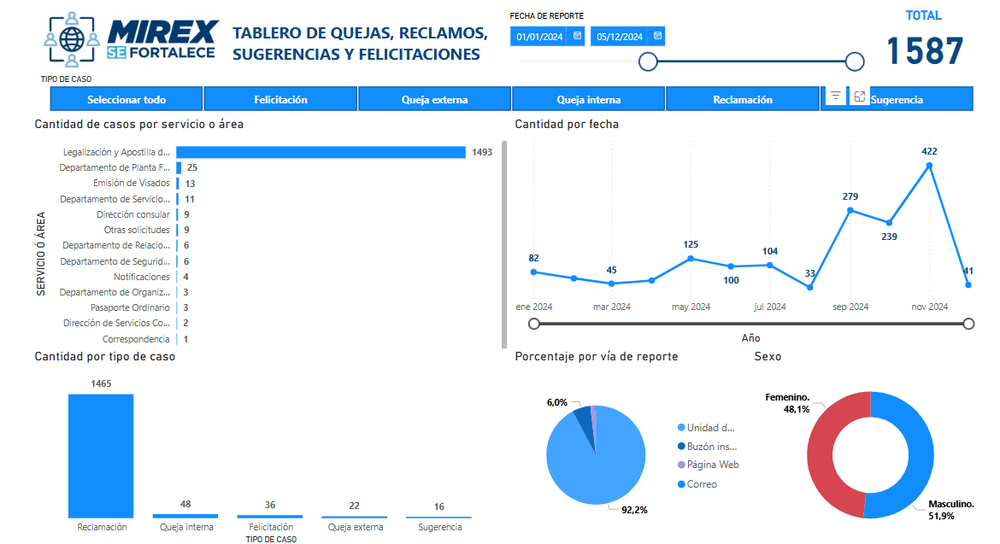 MIREX
SE FORTALECE
TABLERO DE QUEJAS, RECLAMOS,
SUGERENCIAS Y FELICITACIONES
FECHA DE REPORTE
01/01/2024
05/12/2024
TOTAL
1587
TIPO DE CASO
Seleccionar todo
Felicitación
Queja externa
Queja interna
Reclamación
Sugerencia
Cantidad de casos por servicio o área
SERVICIO Ó ÁREA
Legalización y Apostilla d... 1493
Departamento de Planta F... 25
Emisión de Visados 13
Departamento de Servicio... 11
Dirección consular 9
Otras solicitudes 9
Departamento de Relacio... 6
Departamento de Segurid... 6
Notificaciones 4
Departamento de Organiz... 3
Pasaporte Ordinario 3
Dirección de Servicios Co... 2
Correspondencia 1
Cantidad por fecha
82
45
125
100
104
33
279
239
422
41
ene 2024
mar 2024
may 2024
jul 2024
sep 2024
nov 2024
Año
Cantidad por tipo de caso
1465
48
36
22
16
Reclamación
Queja interna
Felicitación
Queja externa
Sugerencia
TIPO DE CASO
Porcentaje por vía de reporte
6,0%
92,2%
Unidad d...
Buzón ins...
Página Web
Correo
Sexo
Femenino.
48,1%
Masculino.
51,9%